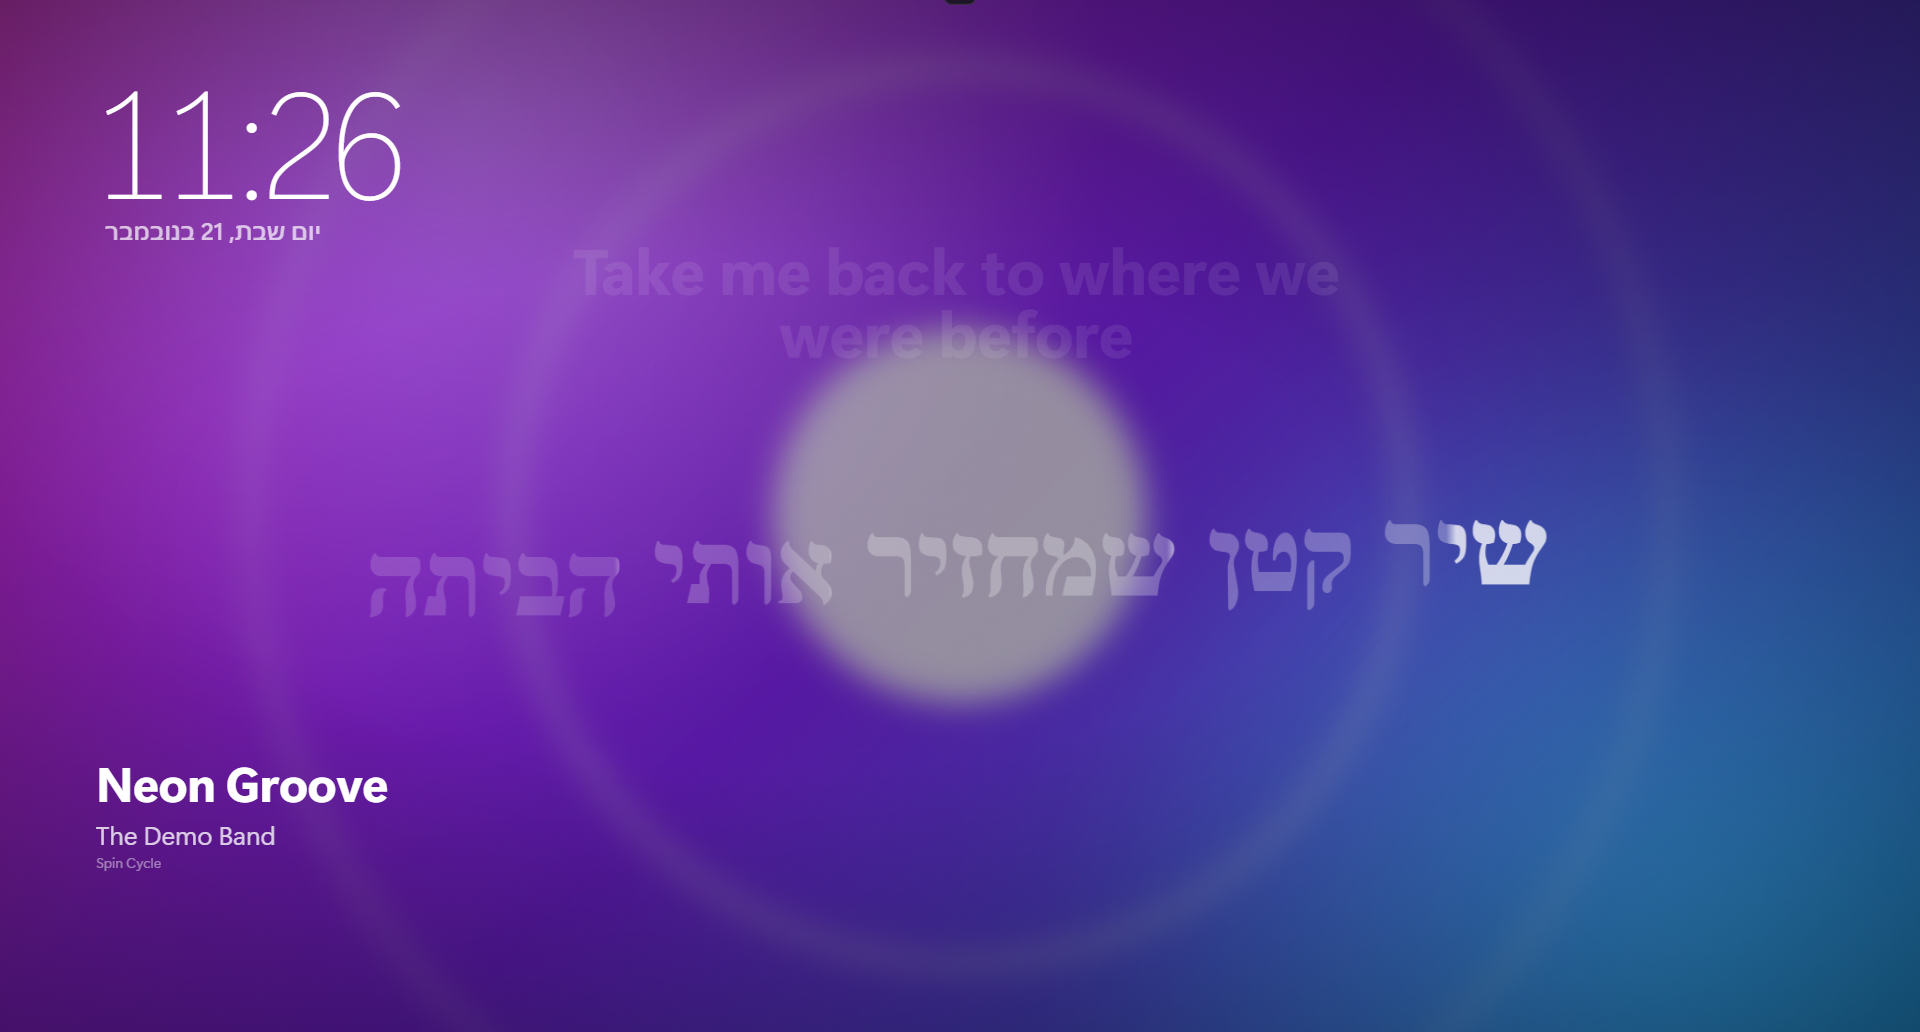 11:26
יום שבת, 21 בנובמבר
Take me back to where we
were before
שיר קטן שמחזיר אותי הביתה
Neon Groove
The Demo Band
Spin Cycle